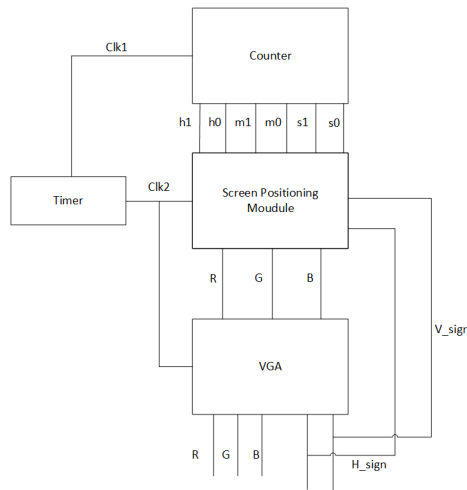 Clk1
Counter
h1 h0 m1 m0 s1 s0
Clk2
Timer
Screen Positioning
Moudule
R G B
V_sign
VGA
R G B
H_sign